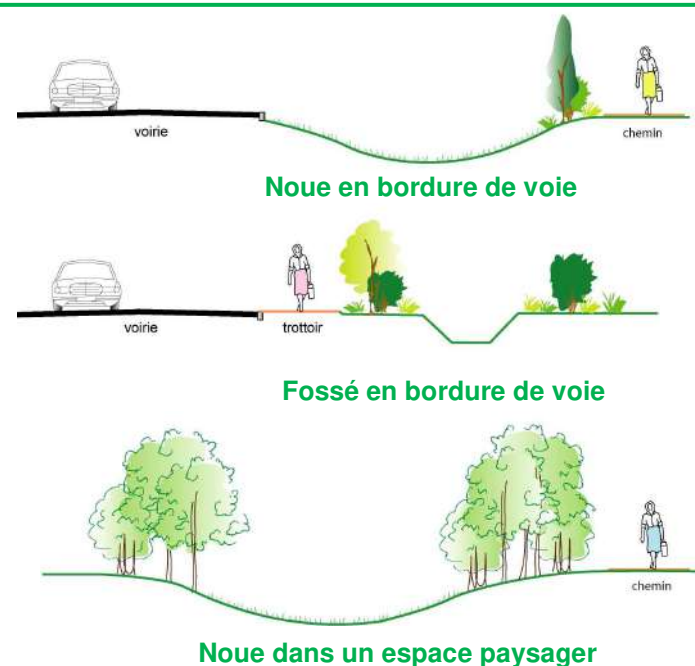 voirie
chemin
Noue en bordure de voie
voirie
trottoir
Fossé en bordure de voie
chemin
Noue dans un espace paysager